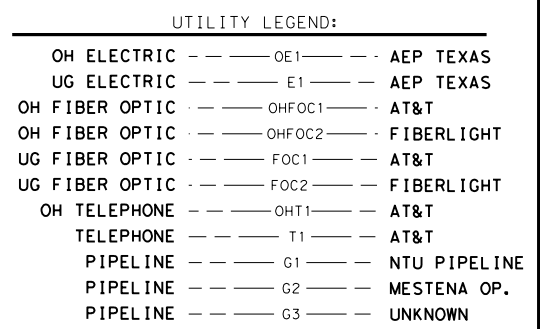 UTILITY LEGEND:
OH ELECTRIC OE1 AEP TEXAS
UG ELECTRIC E1 AEP TEXAS
OH FIBER OPTIC OHFOC1 AT&T
OH FIBER OPTIC OHFOC2 FIBERLIGHT
UG FIBER OPTIC FOC1 AT&T
UG FIBER OPTIC FOC2 FIBERLIGHT
OH TELEPHONE OHT1 AT&T
TELEPHONE T1 AT&T
PIPELINE G1 NTU PIPELINE
PIPELINE G2 MESTENA OP.
PIPELINE G3 UNKNOWN